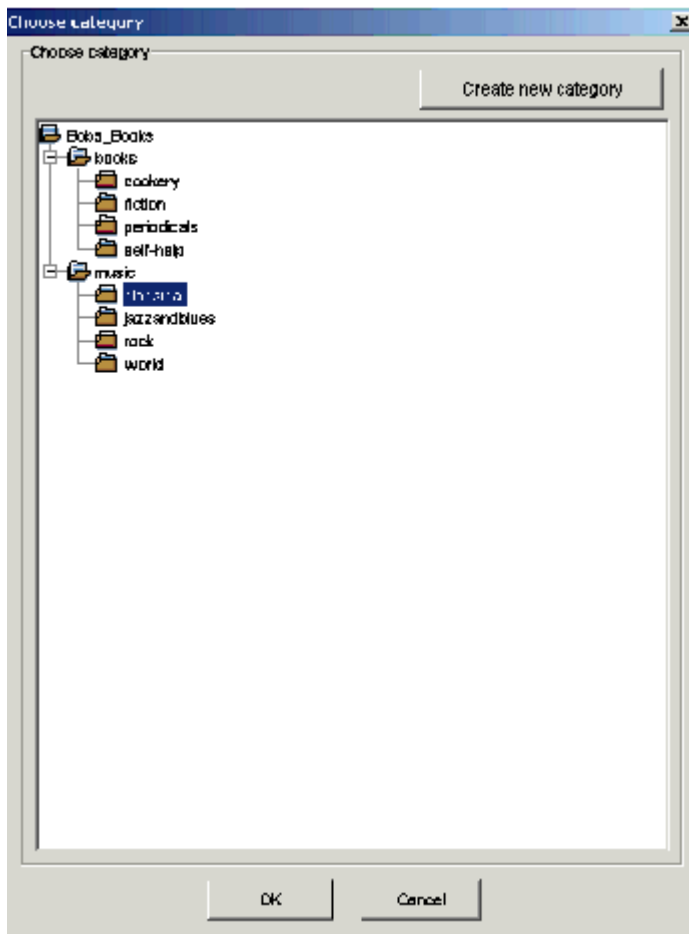 Choose category
Choose category
Create new category
Bobs_Books
books
cookery
fiction
periodicals
self-help
music
jazzandblues
rock
world
OK
Cancel